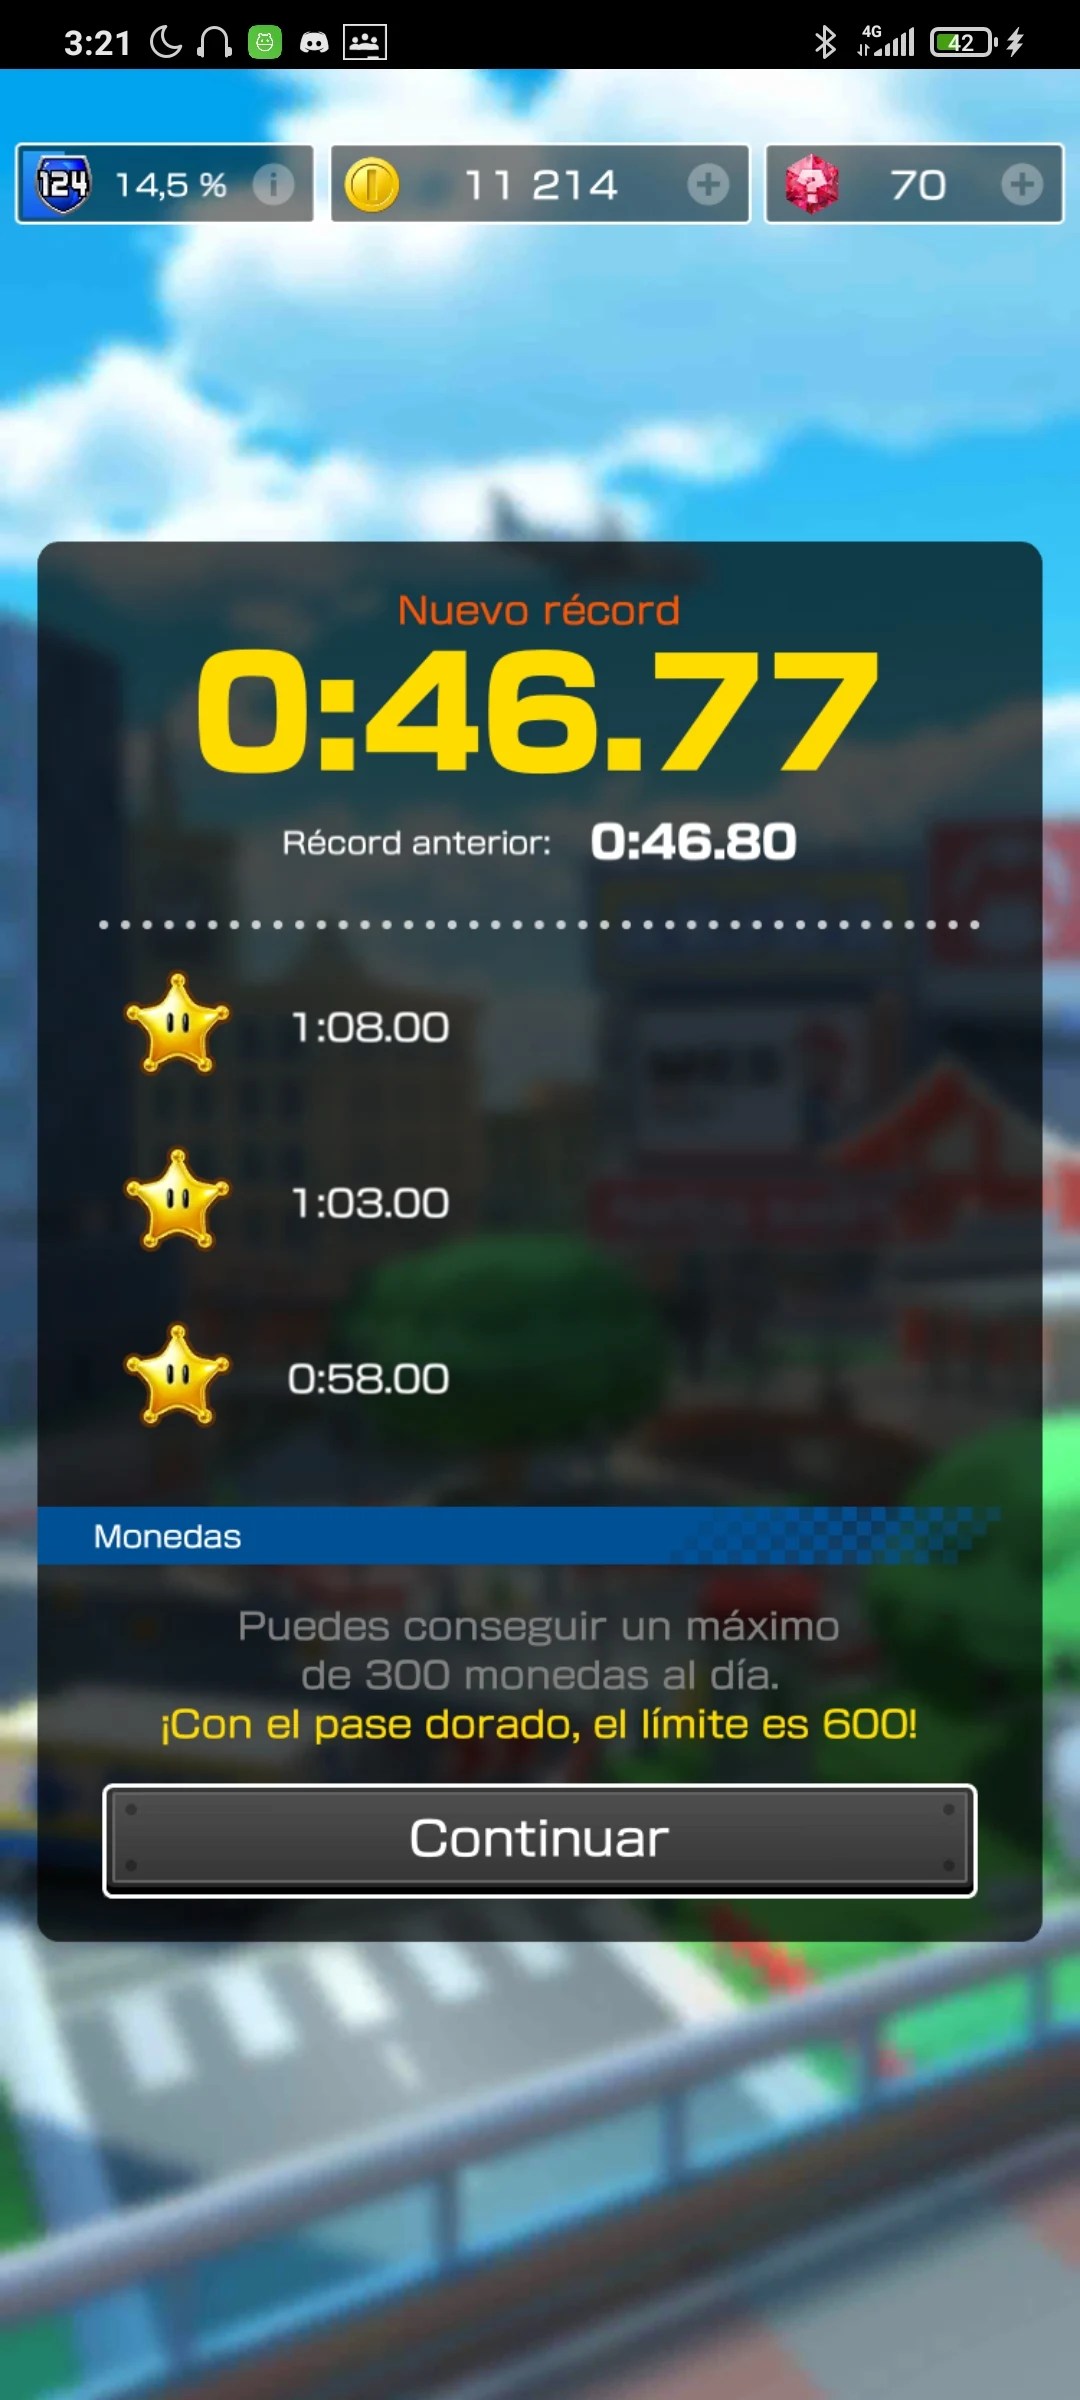 3:21 4G 42
124 14,5 % i 11 214 + ? 70 +
Nuevo récord
0:46.77
Récord anterior: 0:46.80
1:08.00
1:03.00
0:58.00
Monedas
Puedes conseguir un máximo
de 300 monedas al día.
¡Con el pase dorado, el límite es 600!
Continuar